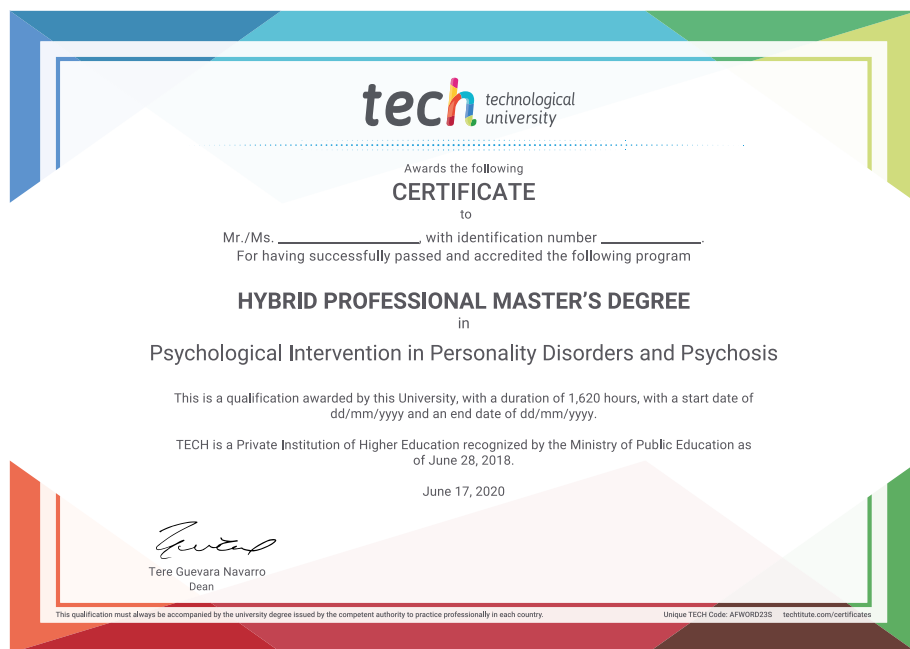 tech technological
university
Awards the following
CERTIFICATE
to
Mr./Ms. ____________________, with identification number ______________.
For having successfully passed and accredited the following program
HYBRID PROFESSIONAL MASTER’S DEGREE
in
Psychological Intervention in Personality Disorders and Psychosis
This is a qualification awarded by this University, with a duration of 1,620 hours, with a start date of
dd/mm/yyyy and an end date of dd/mm/yyyy.
TECH is a Private Institution of Higher Education recognized by the Ministry of Public Education as
of June 28, 2018.
June 17, 2020
Tere Guevara Navarro
Dean
This qualification must always be accompanied by the university degree issued by the competent authority to practice professionally in each country. Unique TECH Code: AFWORD23S techtitute.com/certificates